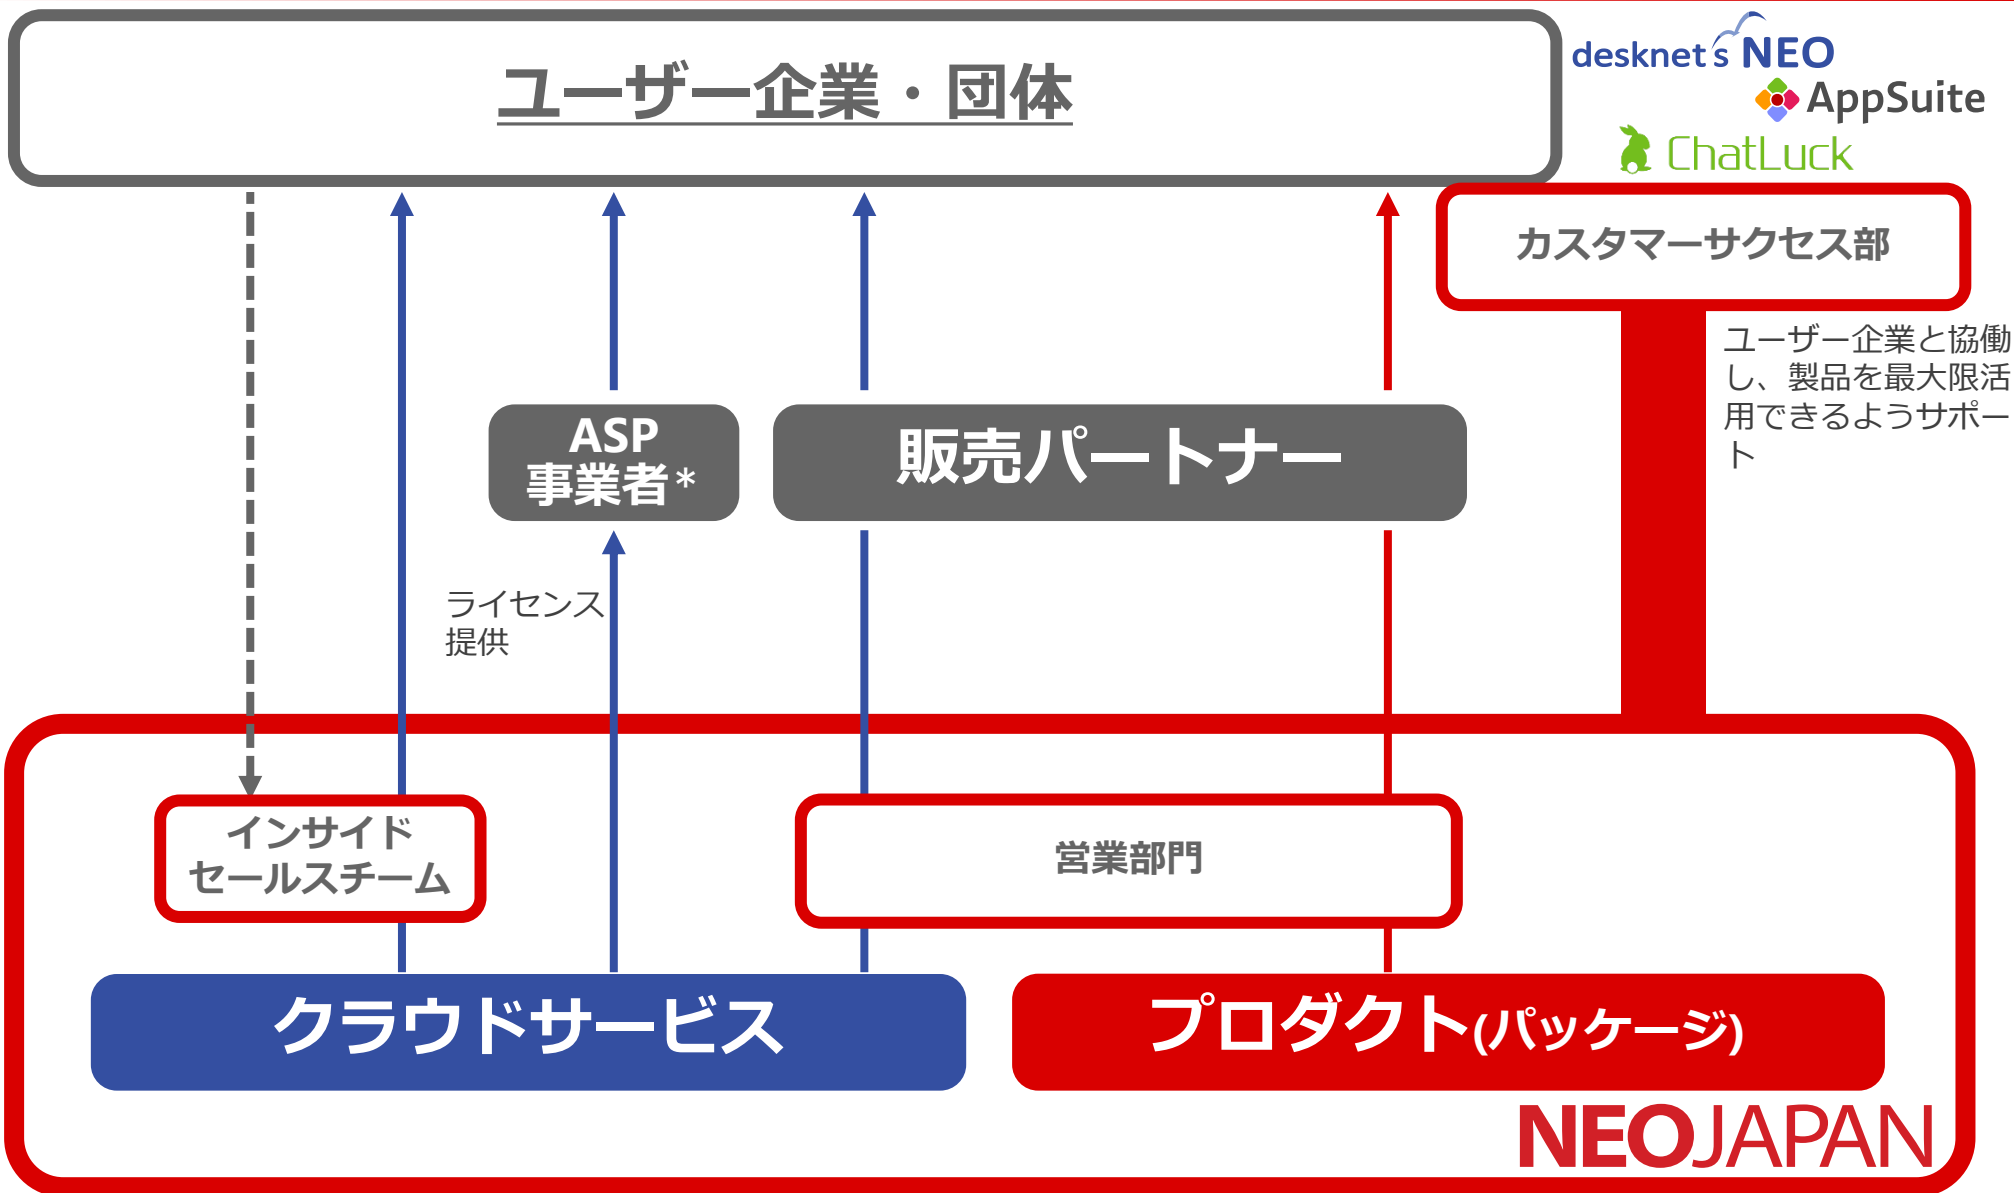 ユーザー企業・団体
desknet's NEO
AppSuite
ChatLuck
カスタマーサクセス部
ユーザー企業と協働
し、製品を最大限活
用できるようサポー
ト
ASP
事業者*
販売パートナー
ライセンス
提供
インサイド
セールスチーム
営業部門
クラウドサービス
プロダクト(パッケージ)
NEOJAPAN